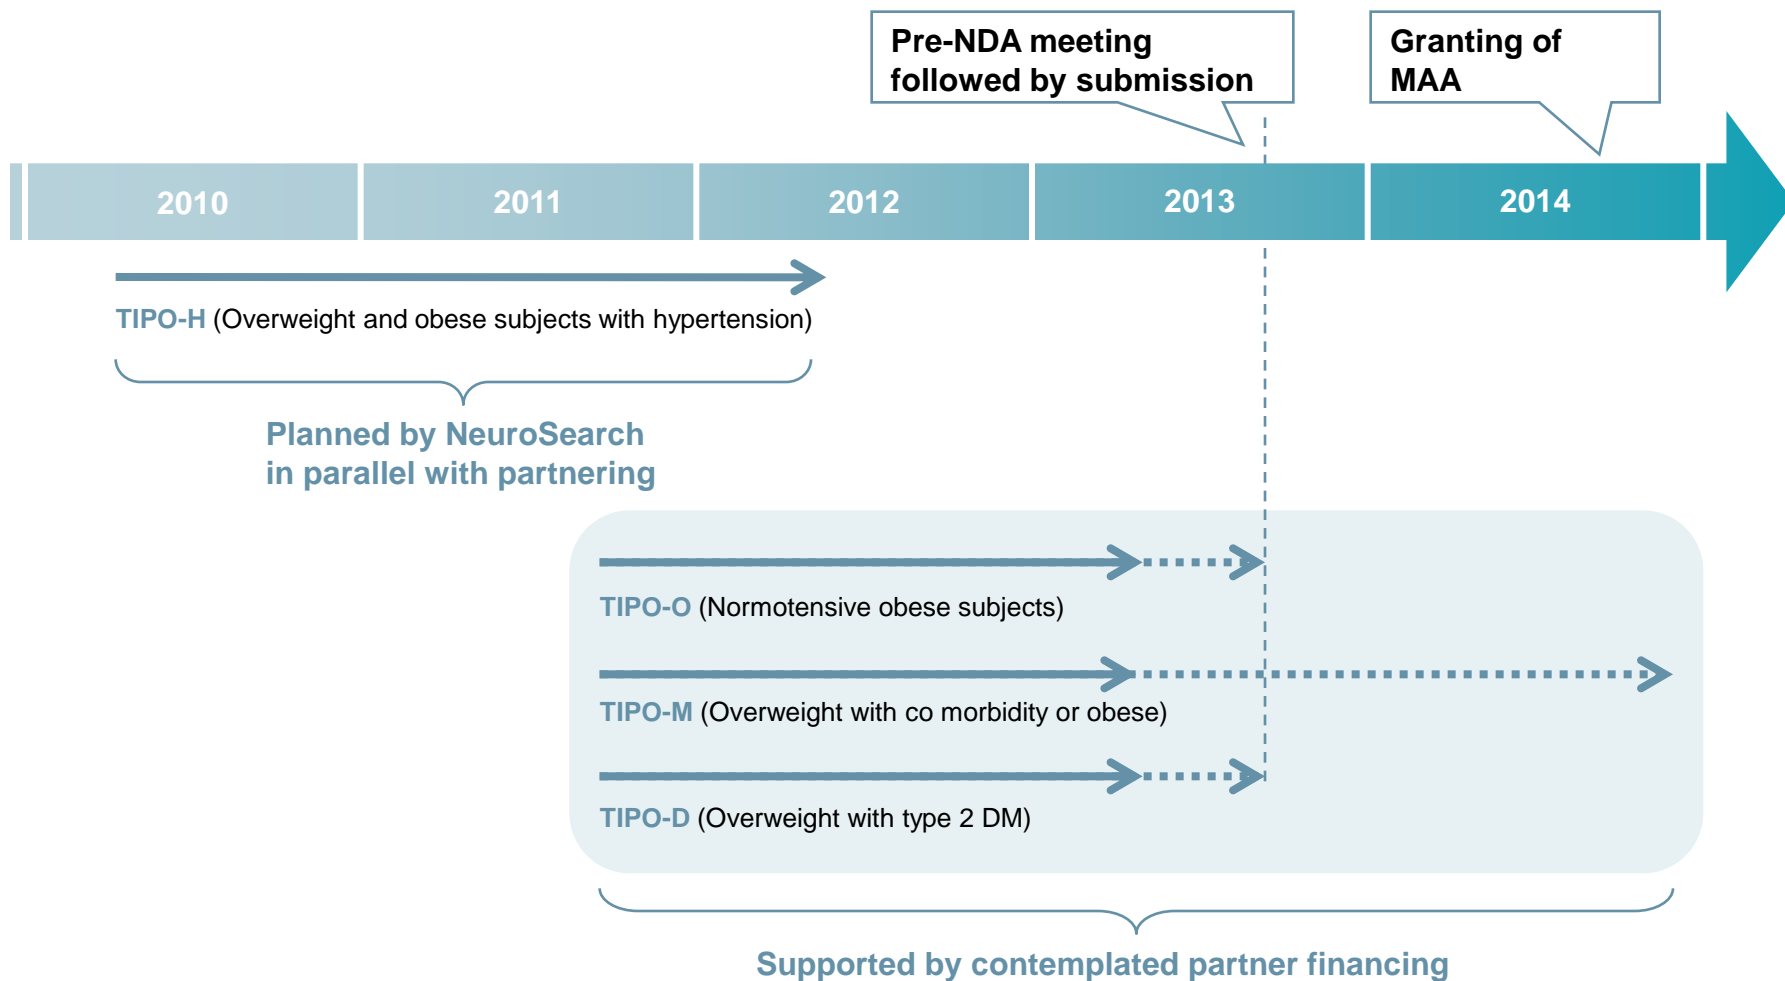 Pre-NDA meeting
followed by submission
Granting of
MAA
2010
2011
2012
2013
2014
TIPO-H (Overweight and obese subjects with hypertension)
Planned by NeuroSearch
in parallel with partnering
TIPO-O (Normotensive obese subjects)
TIPO-M (Overweight with co morbidity or obese)
TIPO-D (Overweight with type 2 DM)
Supported by contemplated partner financing